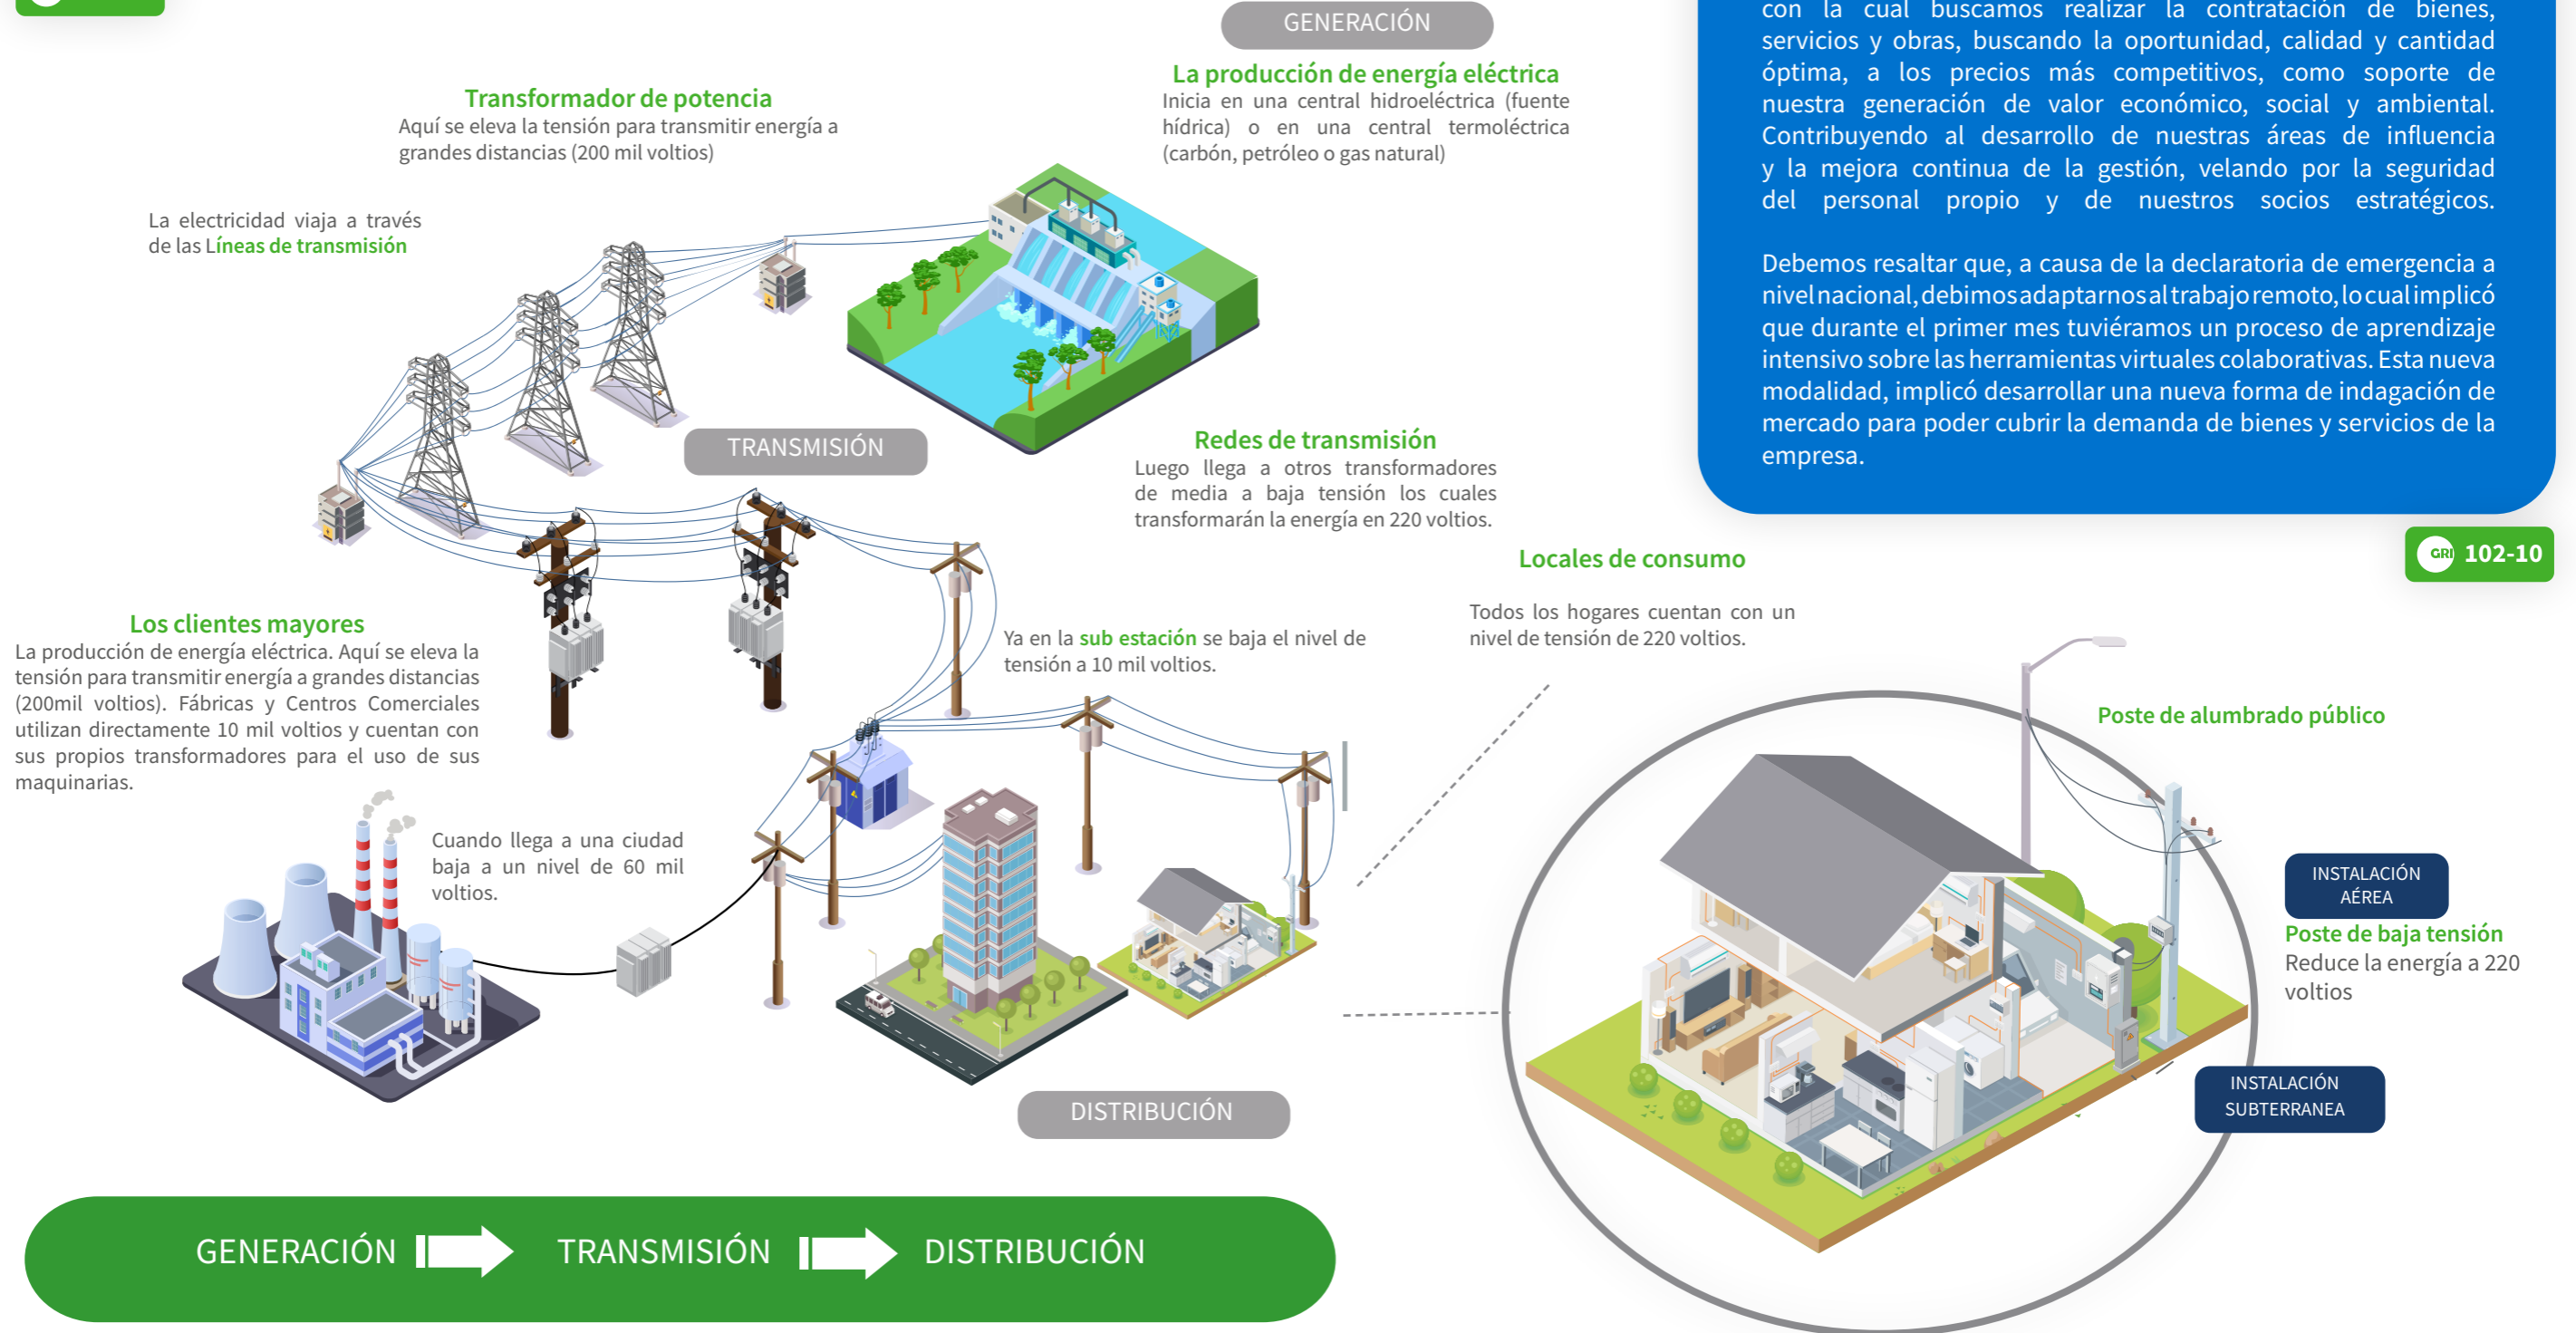 GENERACIÓN
La producción de energía eléctrica
Inicia en una central hidroeléctrica (fuente
hídrica) o en una central termoléctrica
(carbón, petróleo o gas natural)
Transformador de potencia
Aquí se eleva la tensión para transmitir energía a
grandes distancias (200 mil voltios)
La electricidad viaja a través
de las Líneas de transmisión
TRANSMISIÓN
Redes de transmisión
Luego llega a otros transformadores
de media a baja tensión los cuales
transformarán la energía en 220 voltios.
Los clientes mayores
La producción de energía eléctrica. Aquí se eleva la
tensión para transmitir energía a grandes distancias
(200mil voltios). Fábricas y Centros Comerciales
utilizan directamente 10 mil voltios y cuentan con
sus propios transformadores para el uso de sus
maquinarias.
Ya en la sub estación se baja el nivel de
tensión a 10 mil voltios.
Cuando llega a una ciudad
baja a un nivel de 60 mil
voltios.
DISTRIBUCIÓN
GENERACIÓN
TRANSMISIÓN
DISTRIBUCIÓN
con la cual buscamos realizar la contratación de bienes,
servicios y obras, buscando la oportunidad, calidad y cantidad
óptima, a los precios más competitivos, como soporte de
nuestra generación de valor económico, social y ambiental.
Contribuyendo al desarrollo de nuestras áreas de influencia
y la mejora continua de la gestión, velando por la seguridad
del personal propio y de nuestros socios estratégicos.
Debemos resaltar que, a causa de la declaratoria de emergencia a
nivel nacional, debimos adaptarnos al trabajo remoto, lo cual implicó
que durante el primer mes tuviéramos un proceso de aprendizaje
intensivo sobre las herramientas virtuales colaborativas. Esta nueva
modalidad, implicó desarrollar una nueva forma de indagación de
mercado para poder cubrir la demanda de bienes y servicios de la
empresa.
GRI 102-10
Locales de consumo
Todos los hogares cuentan con un
nivel de tensión de 220 voltios.
Poste de alumbrado público
INSTALACIÓN
AÉREA
Poste de baja tensión
Reduce la energía a 220
voltios
INSTALACIÓN
SUBTERRANEA